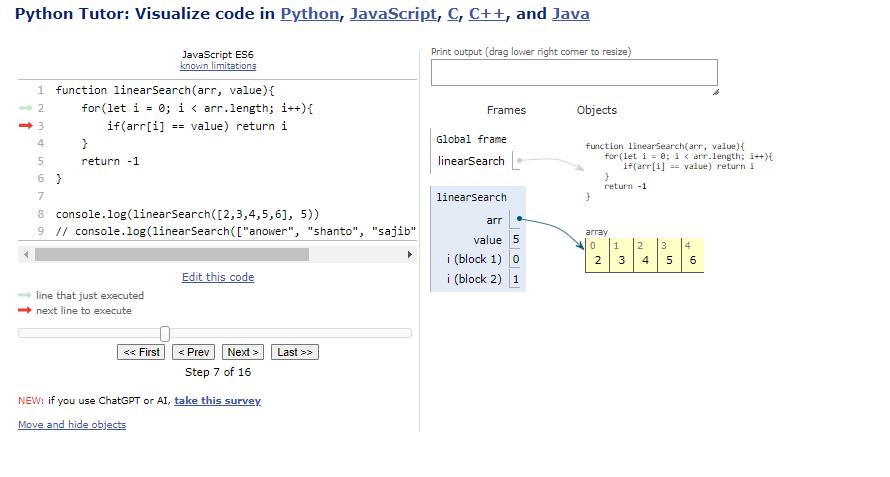 Python Tutor: Visualize code in Python, JavaScript, C, C++, and Java
JavaScript ES6
known limitations
1 function linearSearch(arr, value){
2 for(let i = 0; i < arr.length; i++){
3 if(arr[i] == value) return i
4 }
5 return -1
6 }
7
8 console.log(linearSearch([2,3,4,5,6], 5))
9 // console.log(linearSearch(["anower", "shanto", "sajib"
Edit this code
line that just executed
next line to execute
<< First < Prev Next > Last >>
Step 7 of 16
NEW: if you use ChatGPT or AI, take this survey
Move and hide objects
Print output (drag lower right corner to resize)
Frames Objects
Global frame
linearSearch
function linearSearch(arr, value){
for(let i = 0; i < arr.length; i++){
if(arr[i] == value) return i
}
return -1
}
linearSearch
arr
value 5
i (block 1) 0
i (block 2) 1
array
0 1 2 3 4
2 3 4 5 6